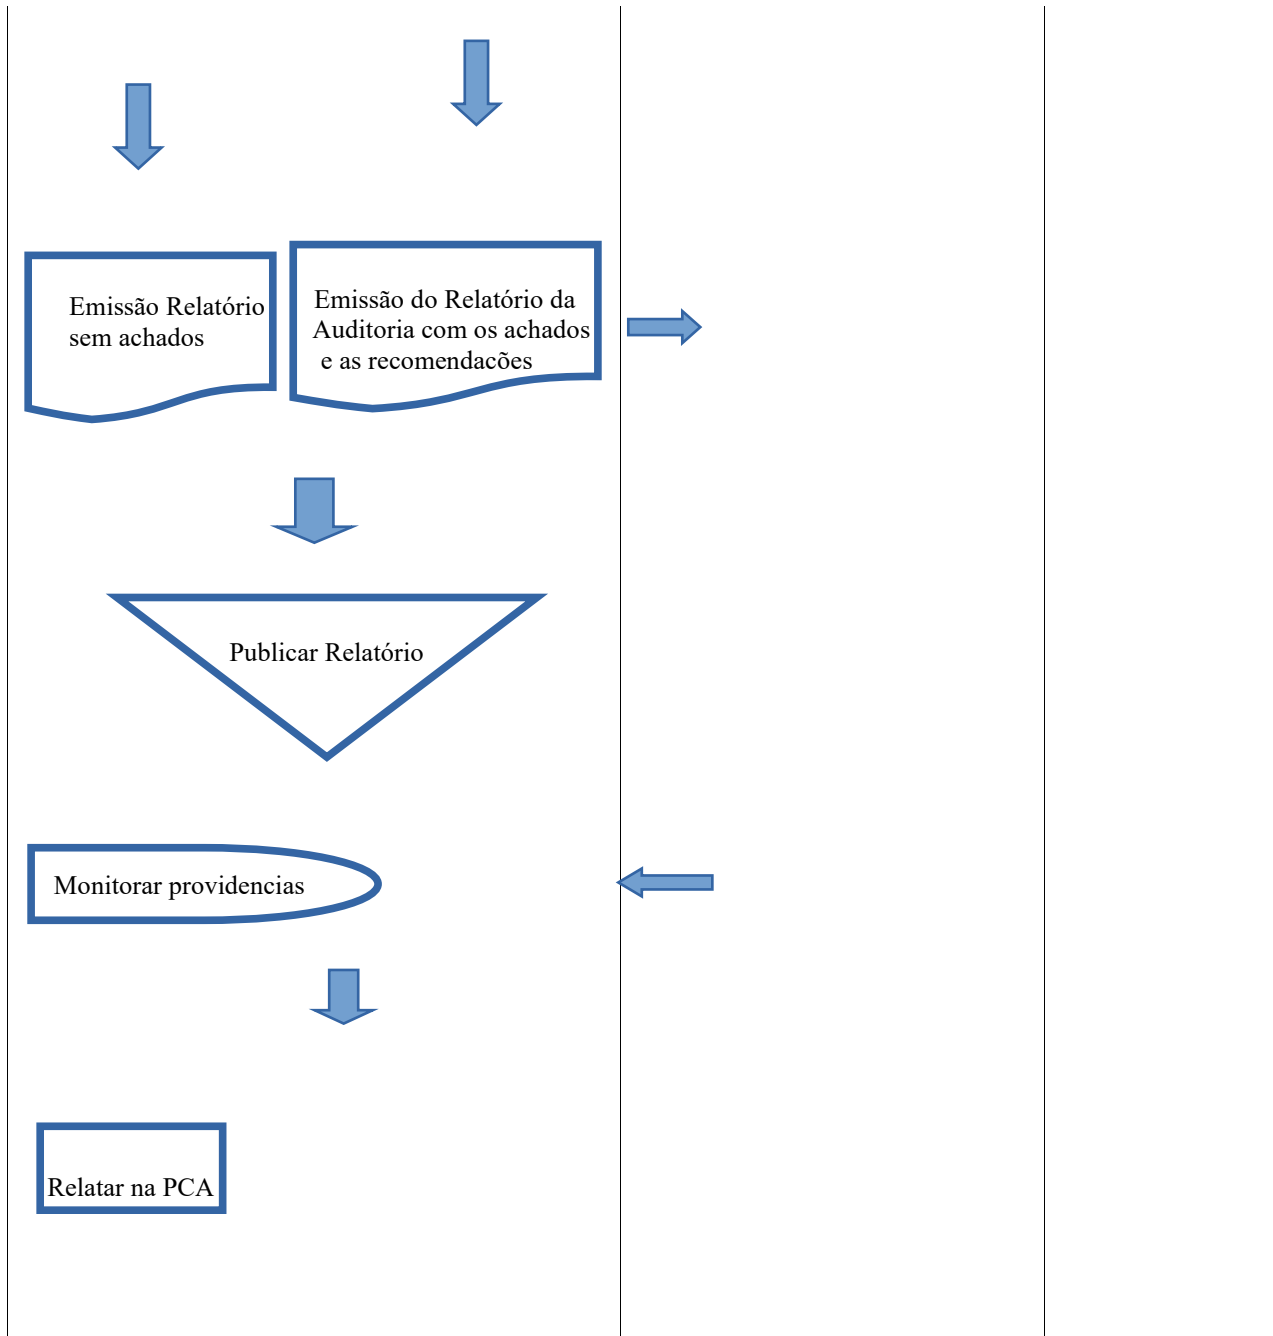 Emissão Relatório
sem achados
Emissão do Relatório da
Auditoria com os achados
e as recomendacões
Publicar Relatório
Monitorar providencias
Relatar na PCA